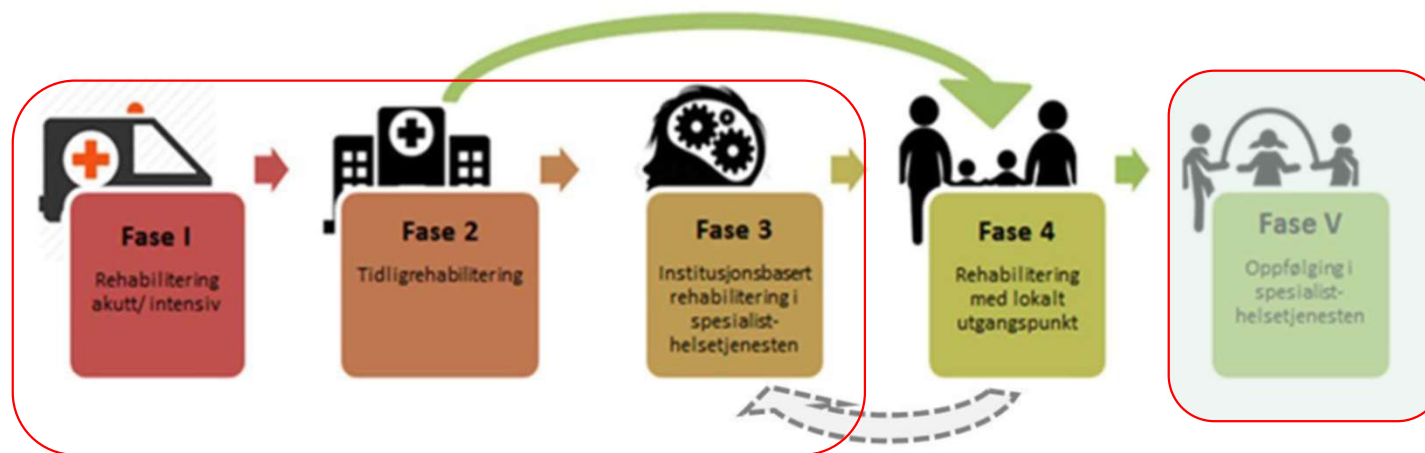 Fase I
Rehabilitering
akutt/ intensiv
Fase 2
Tidligrehabilitering
Fase 3
Institusjonsbasert
rehabilitering i
spesialist-
helsetjenesten
Fase 4
Rehabilitering
med lokalt
utgangspunkt
Fase V
Oppfølging i
spesialist-
helsetjenesten